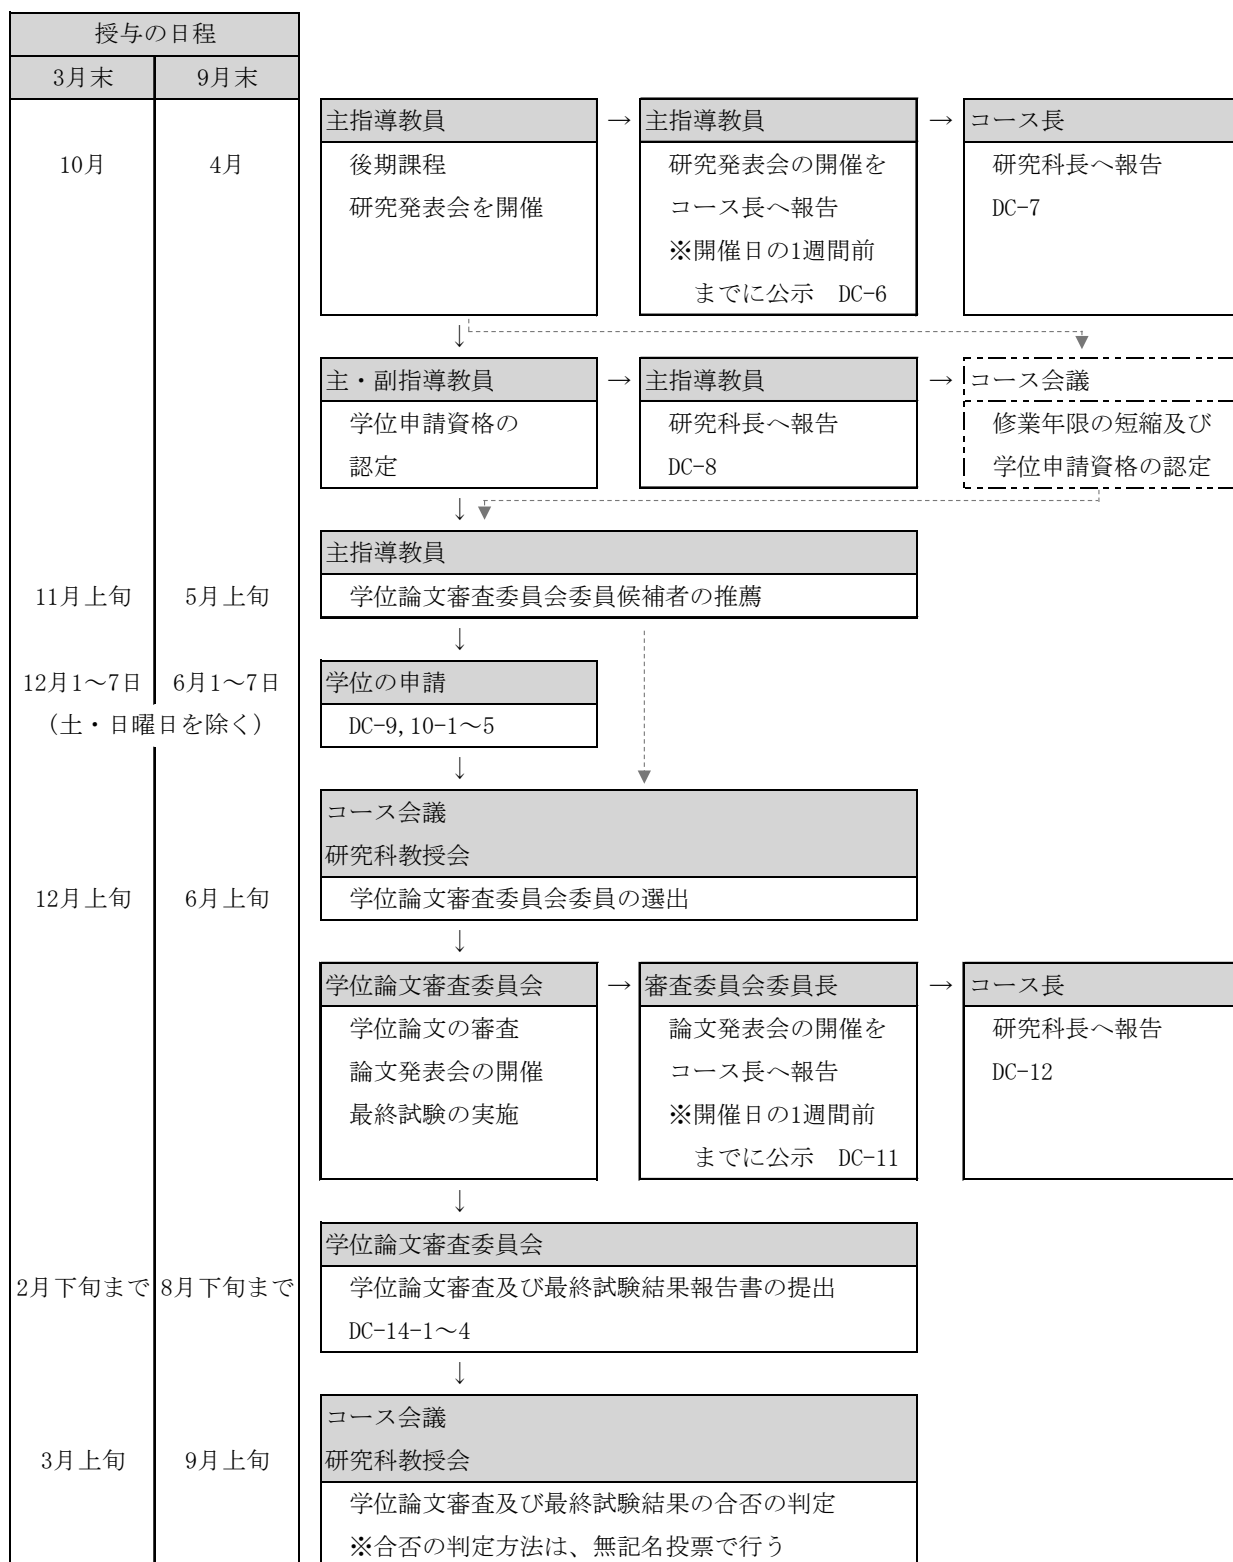 授与の日程
3月末 9月末
主指導教員 → 主指導教員 → コース長
10月 4月 後期課程 研究発表会の開催を 研究科長へ報告
研究発表会を開催 コース長へ報告 DC-7
※開催日の1週間前
までに公示 DC-6
↓
主・副指導教員 → 主指導教員 → コース会議
学位申請資格の 研究科長へ報告 修業年限の短縮及び
認定 DC-8 学位申請資格の認定
↓
主指導教員
11月上旬 5月上旬 学位論文審査委員会委員候補者の推薦
↓
12月1～7日 6月1～7日 学位の申請
（土・日曜日を除く） DC-9,10-1～5
↓
コース会議
研究科教授会
12月上旬 6月上旬 学位論文審査委員会委員の選出
↓
学位論文審査委員会 → 審査委員会委員長 → コース長
学位論文の審査 論文発表会の開催を 研究科長へ報告
論文発表会の開催 コース長へ報告 DC-12
最終試験の実施 ※開催日の1週間前
までに公示 DC-11
↓
学位論文審査委員会
2月下旬まで 8月下旬まで 学位論文審査及び最終試験結果報告書の提出
DC-14-1～4
↓
コース会議
3月上旬 9月上旬 研究科教授会
学位論文審査及び最終試験結果の合否の判定
※合否の判定方法は、無記名投票で行う